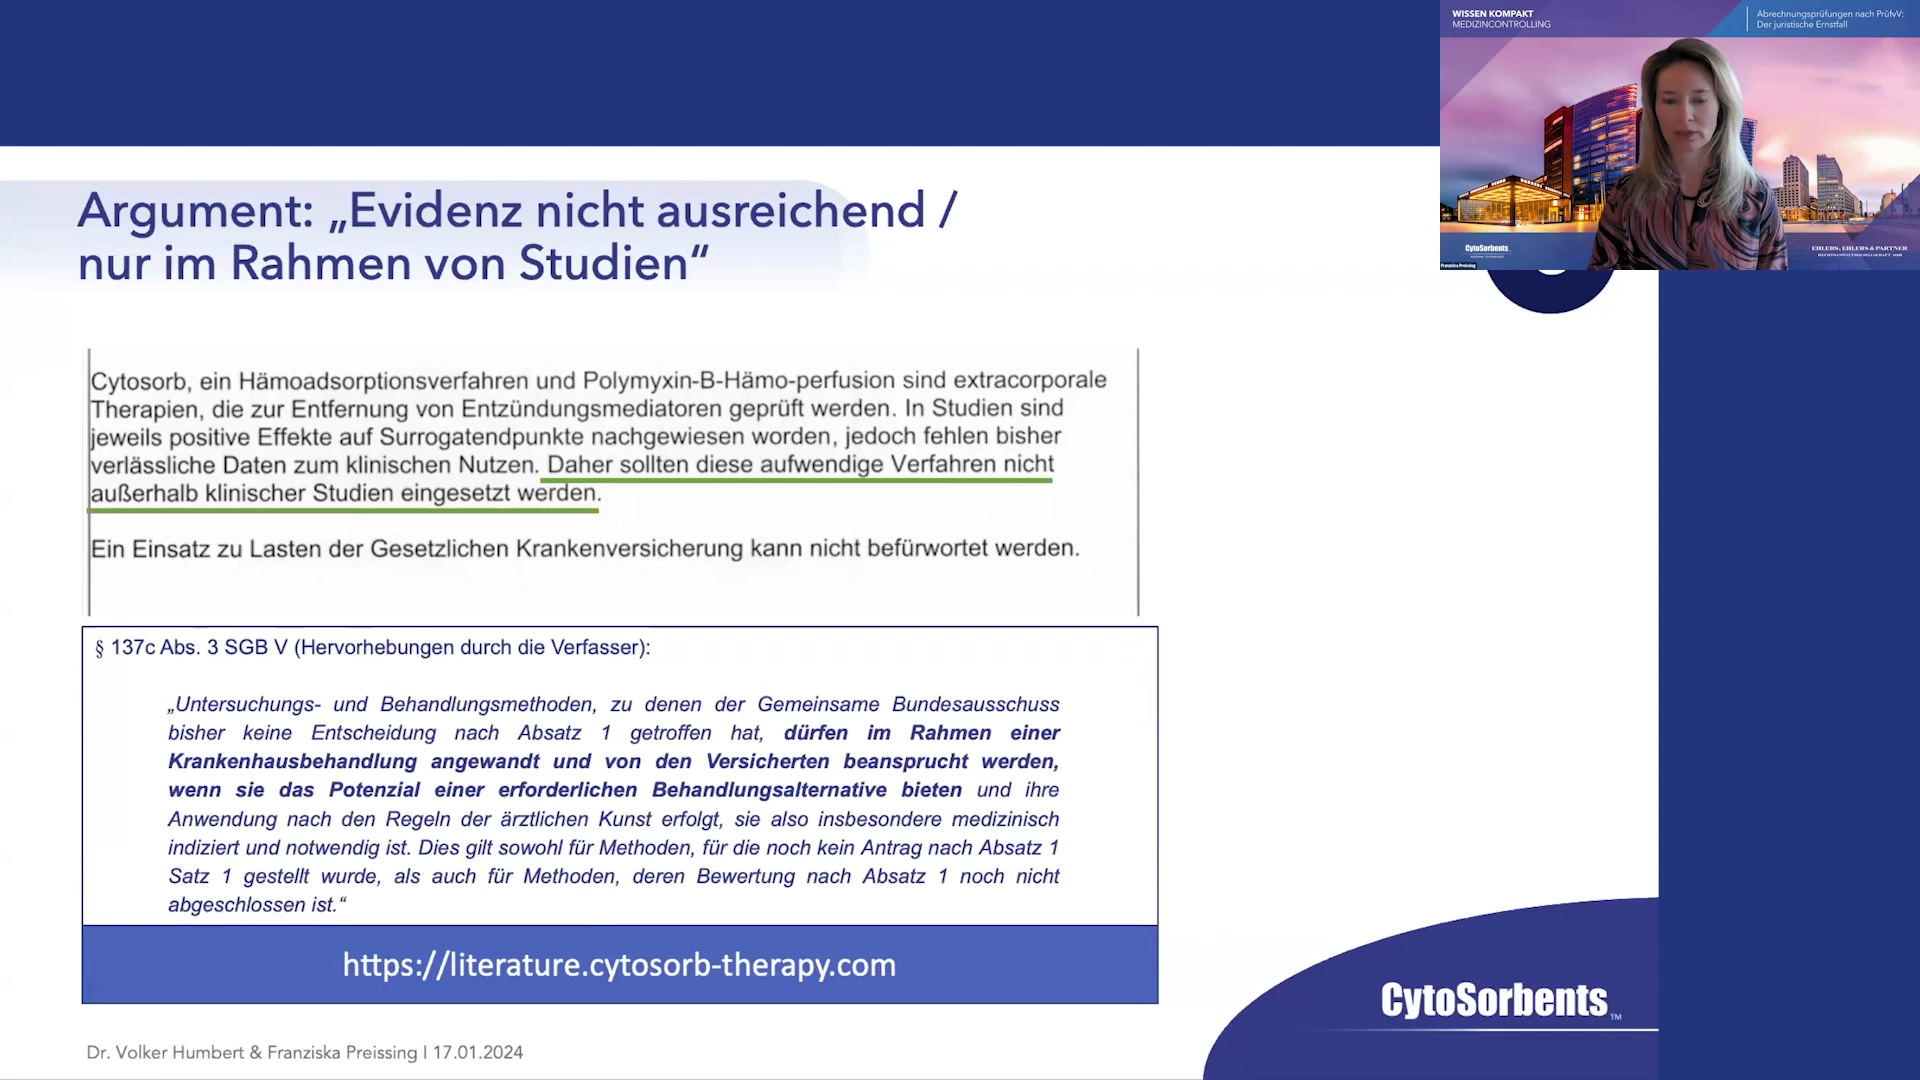 WISSEN KOMPAKT
MEDIZINCONTROLLING
Abrechnungsprüfungen nach PrüfvV:
Der juristische Ernstfall
Argument: „Evidenz nicht ausreichend /
nur im Rahmen von Studien“
CytoSorbents
EHLERS, EHLERS & PARTNER
Franziska Preissing
Cytosorb, ein Hämoadsorptionsverfahren und Polymyxin-B-Hämo-perfusion sind extracorporale
Therapien, die zur Entfernung von Entzündungsmediatoren geprüft werden. In Studien sind
jeweils positive Effekte auf Surrogatendpunkte nachgewiesen worden, jedoch fehlen bisher
verlässliche Daten zum klinischen Nutzen. Daher sollten diese aufwendige Verfahren nicht
außerhalb klinischer Studien eingesetzt werden.
Ein Einsatz zu Lasten der Gesetzlichen Krankenversicherung kann nicht befürwortet werden.
§ 137c Abs. 3 SGB V (Hervorhebungen durch die Verfasser):
„Untersuchungs- und Behandlungsmethoden, zu denen der Gemeinsame Bundesausschuss
bisher keine Entscheidung nach Absatz 1 getroffen hat, dürfen im Rahmen einer
Krankenhausbehandlung angewandt und von den Versicherten beansprucht werden,
wenn sie das Potenzial einer erforderlichen Behandlungsalternative bieten und ihre
Anwendung nach den Regeln der ärztlichen Kunst erfolgt, sie also insbesondere medizinisch
indiziert und notwendig ist. Dies gilt sowohl für Methoden, für die noch kein Antrag nach Absatz 1
Satz 1 gestellt wurde, als auch für Methoden, deren Bewertung nach Absatz 1 noch nicht
abgeschlossen ist.“
https://literature.cytosorb-therapy.com
CytoSorbents™
Dr. Volker Humbert & Franziska Preissing I 17.01.2024